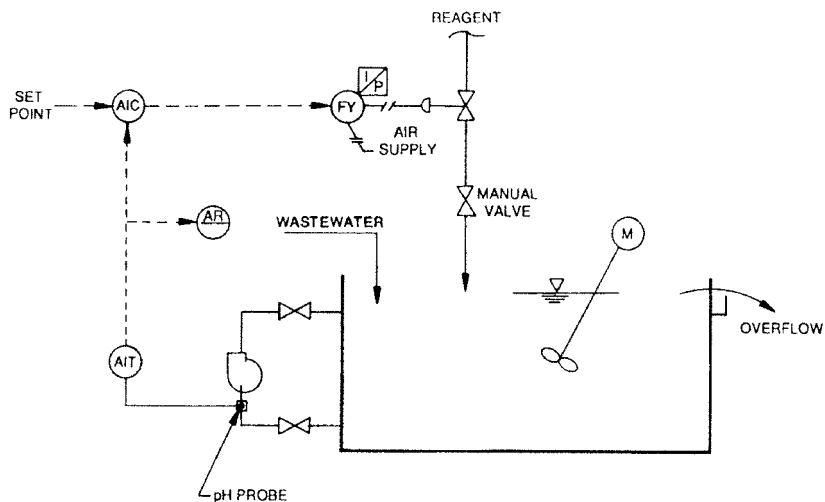 REAGENT
I/P
SET
POINT
AIC
FY
AIR
SUPPLY
MANUAL
VALVE
AR
WASTEWATER
M
OVERFLOW
AIT
pH PROBE